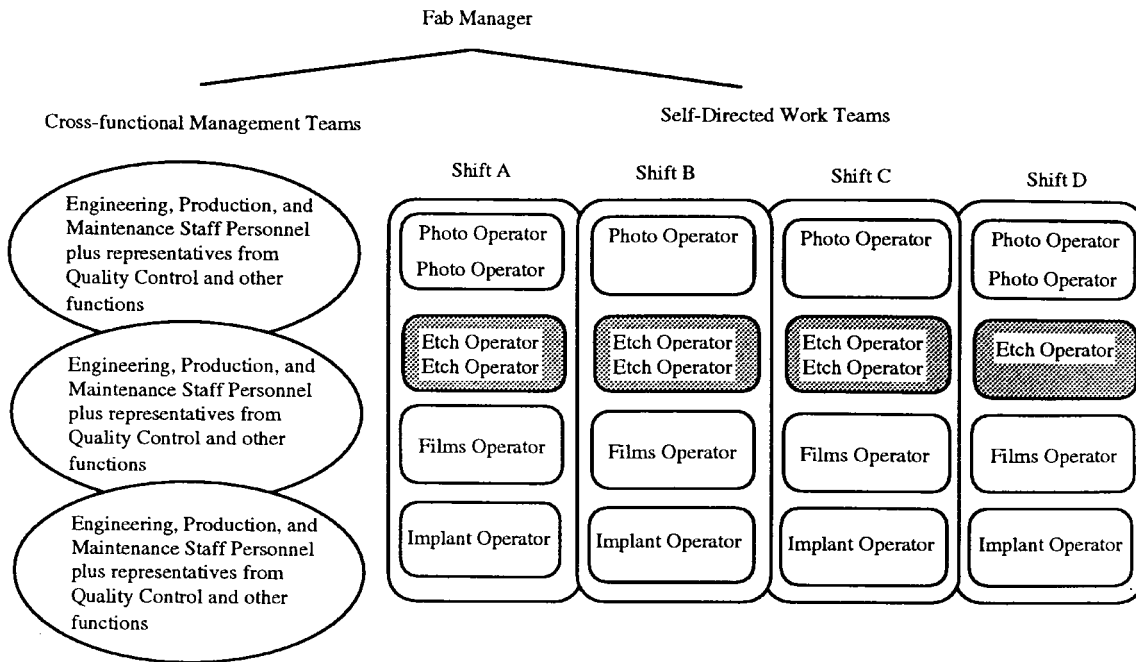 Fab Manager
Cross-functional Management Teams
Self-Directed Work Teams
Engineering, Production, and
Maintenance Staff Personnel
plus representatives from
Quality Control and other
functions
Engineering, Production, and
Maintenance Staff Personnel
plus representatives from
Quality Control and other
functions
Engineering, Production, and
Maintenance Staff Personnel
plus representatives from
Quality Control and other
functions
Shift A
Photo Operator
Photo Operator
Etch Operator
Etch Operator
Films Operator
Implant Operator
Shift B
Photo Operator
Etch Operator
Etch Operator
Films Operator
Implant Operator
Shift C
Photo Operator
Etch Operator
Etch Operator
Films Operator
Implant Operator
Shift D
Photo Operator
Photo Operator
Etch Operator
Films Operator
Implant Operator